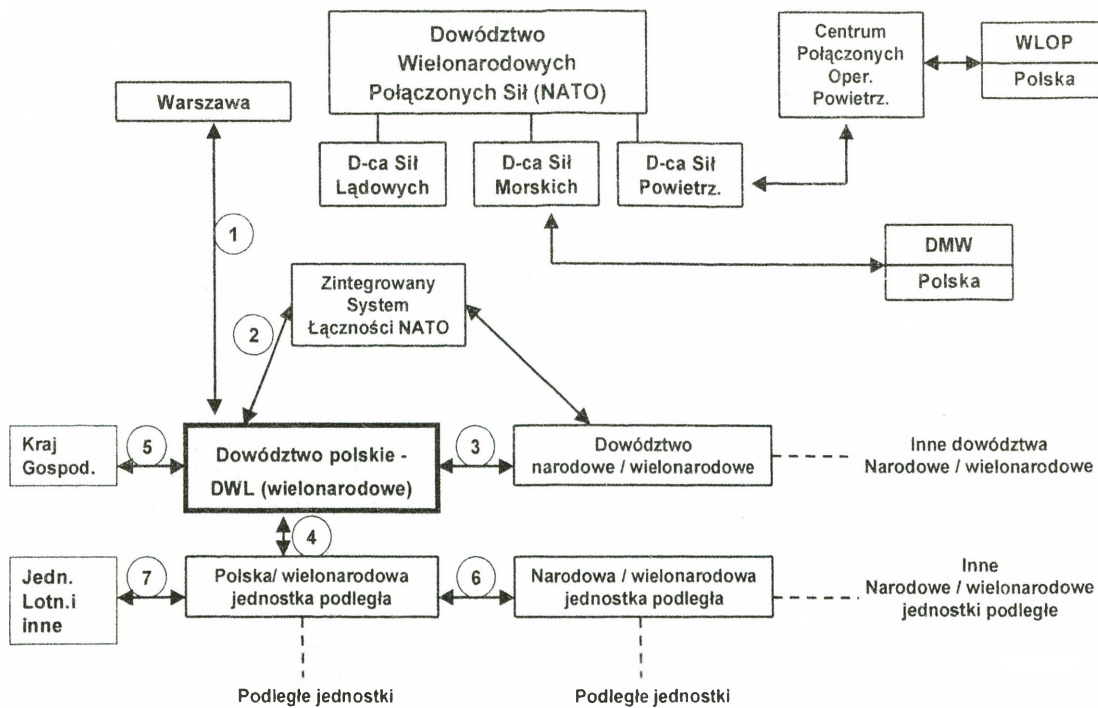 Dowództwo
Wielonarodowych
Połączonych Sił (NATO)
Centrum
Połączonych
Oper.
Powietrz.
WLOP
Polska
Warszawa
D-ca Sił
Lądowych
D-ca Sił
Morskich
D-ca Sił
Powietrz.
1
DMW
Polska
Zintegrowany
System
Łączności NATO
2
Kraj
Gospod.
5
Dowództwo polskie -
DWL (wielonarodowe)
3
Dowództwo
narodowe / wielonarodowe
Inne dowództwa
Narodowe / wielonarodowe
4
Jedn.
Lotn.i
inne
7
Polska/ wielonarodowa
jednostka podległa
6
Narodowa / wielonarodowa
jednostka podległa
Inne
Narodowe / wielonarodowe
jednostki podległe
Podległe jednostki
Podległe jednostki